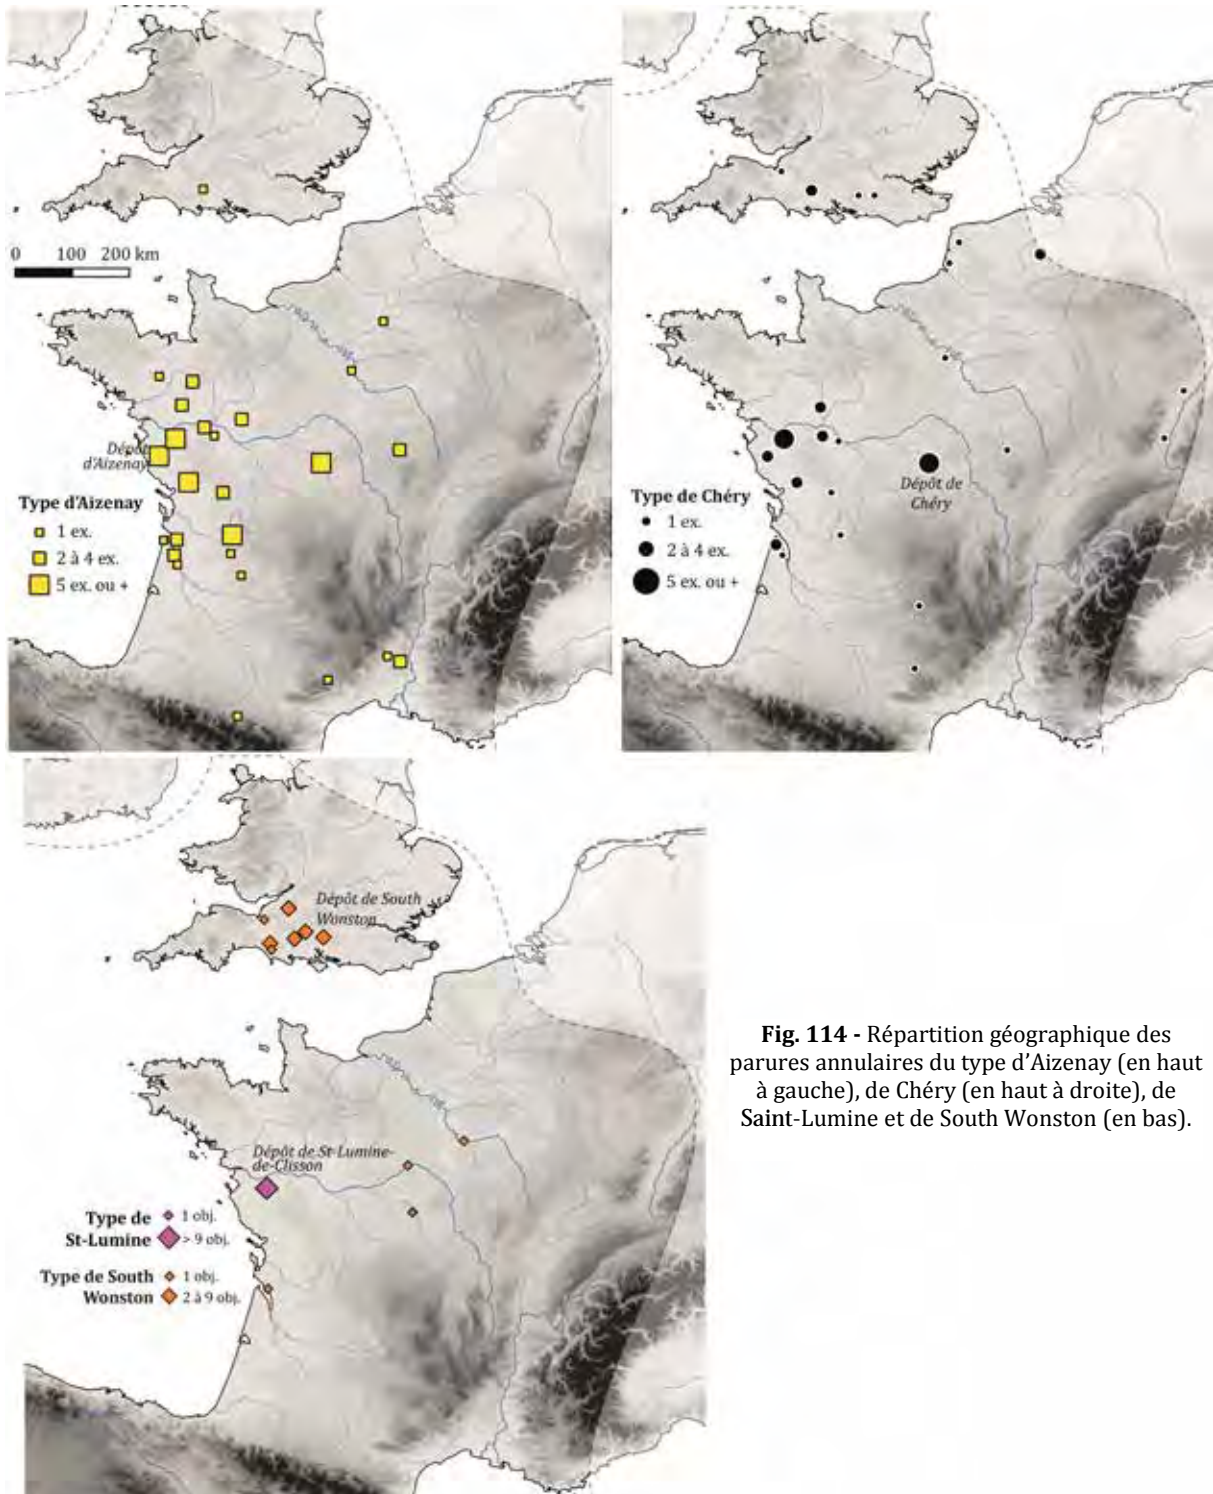 0 100 200 km
Dépôt
d'Aizenay
Type d'Aizenay
1 ex.
2 à 4 ex.
5 ex. ou +
Dépôt de
Chéry
Type de Chéry
1 ex.
2 à 4 ex.
5 ex. ou +
Dépôt de South
Wonston
Dépôt de St-Lumine-
de-Clisson
Type de
St-Lumine
1 obj.
> 9 obj.
Type de South
Wonston
1 obj.
2 à 9 obj.
Fig. 114 - Répartition géographique des
parures annulaires du type d'Aizenay (en haut
à gauche), de Chéry (en haut à droite), de
Saint-Lumine et de South Wonston (en bas).